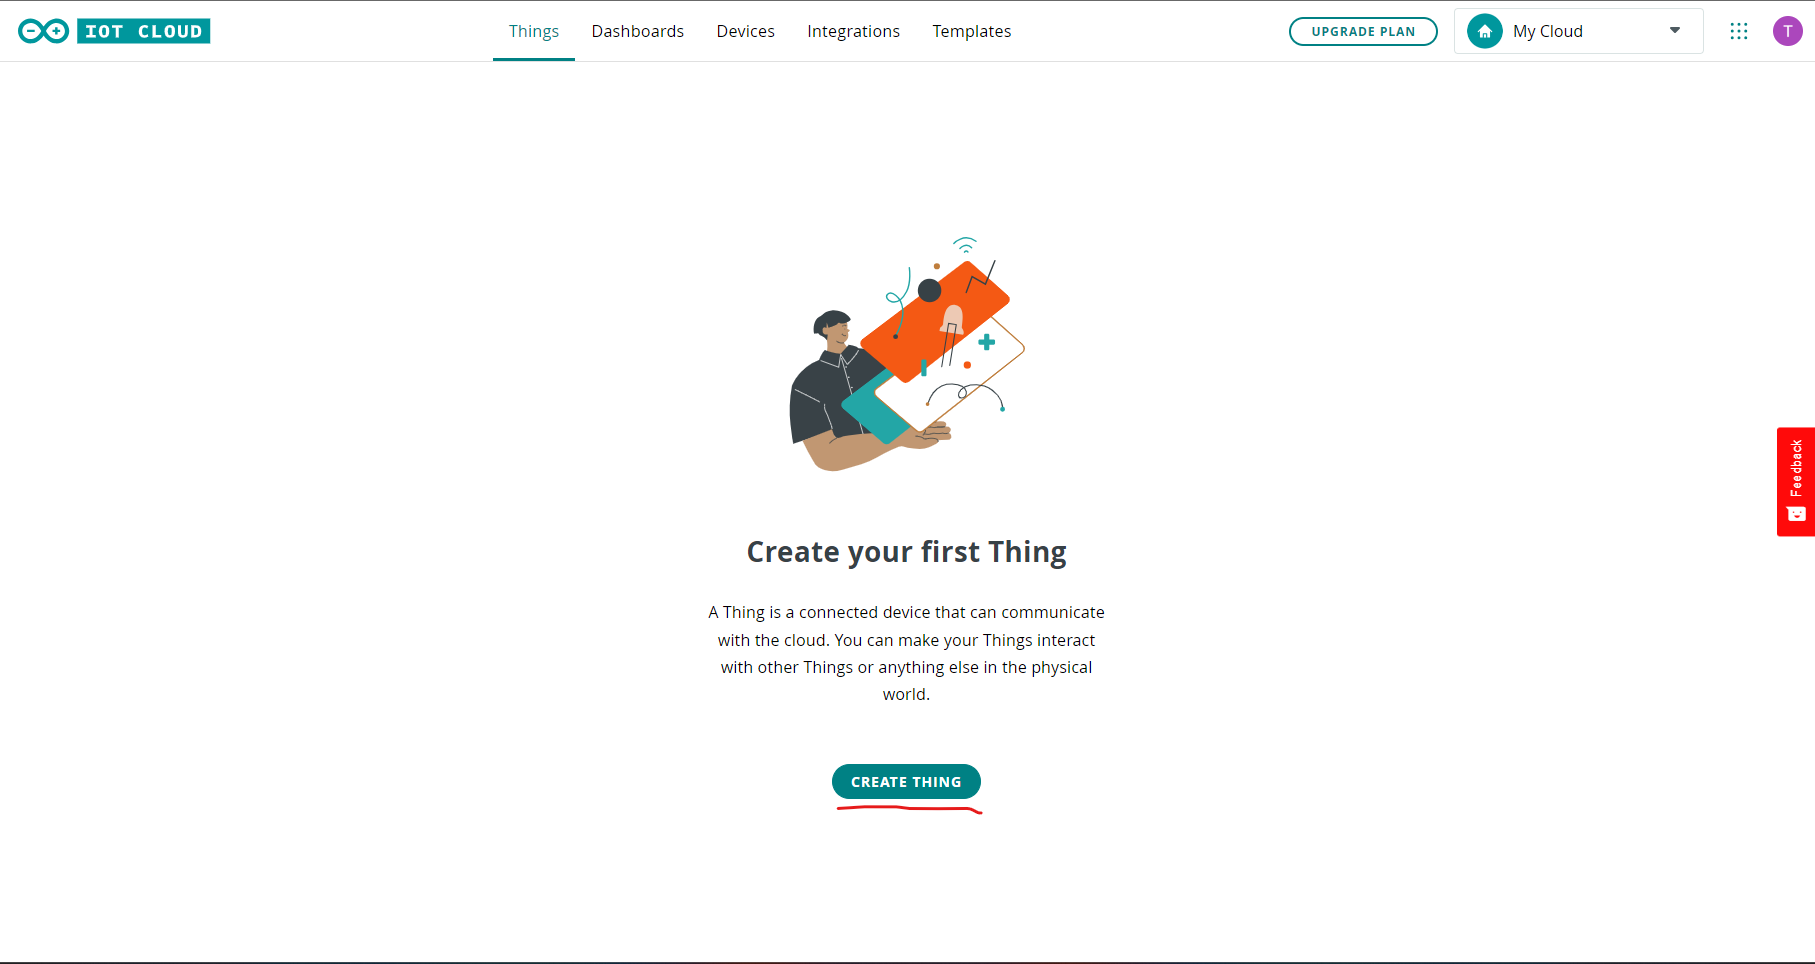 IOT CLOUD
Things
Dashboards
Devices
Integrations
Templates
UPGRADE PLAN
My Cloud
T
Feedback
Create your first Thing
A Thing is a connected device that can communicate
with the cloud. You can make your Things interact
with other Things or anything else in the physical
world.
CREATE THING